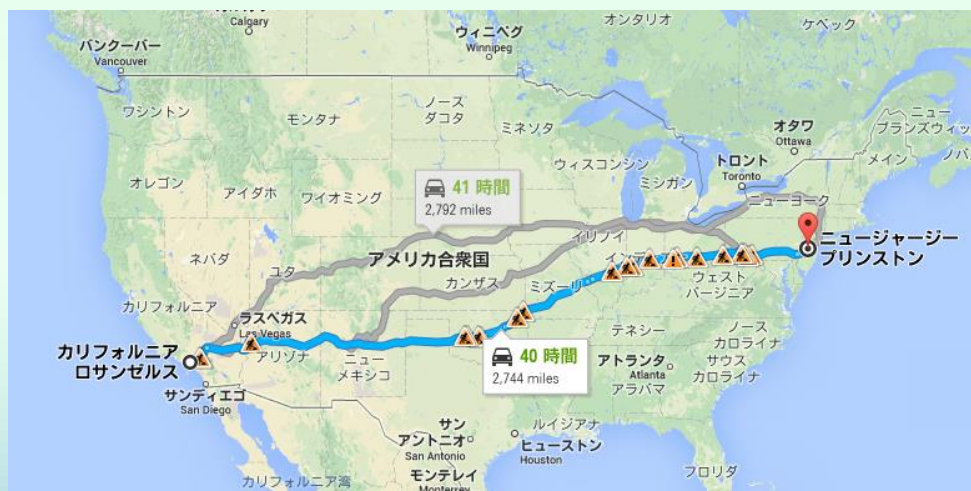 Calgary
オンタリオ
ケベック
バンクーバー
Vancouver
ウィニペグ
Winnipeg
ワシントン
モンタナ
ノース
ダコタ
ミネソタ
オタワ
Ottawa
ニュー
ブランズウィッ
メイン
ノバ
オレゴン
アイダホ
ワイオミング
ウィスコンシン
ミシガン
トロント
Toronto
ニューヨーク
41 時間
2,792 miles
ニュージャージー
プリンストン
ネバダ
ユタ
アメリカ合衆国
カンザス
イリノイ
ミズーリ
ウェスト
バージニア
カリフォルニア
ラスベガス
Las Vegas
カリフォルニア
ロサンゼルス
アリゾナ
ニュー
メキシコ
40 時間
2,744 miles
テネシー
ノース
カロライナ
アトランタ
Atlanta
サウス
カロライナ
アラバマ
サンディエゴ
San Diego
サン
アントニオ
San Antonio
ルイジアナ
ヒューストン
Houston
モンテレイ
Monterrey
カリフォルニア湾
フロリダ